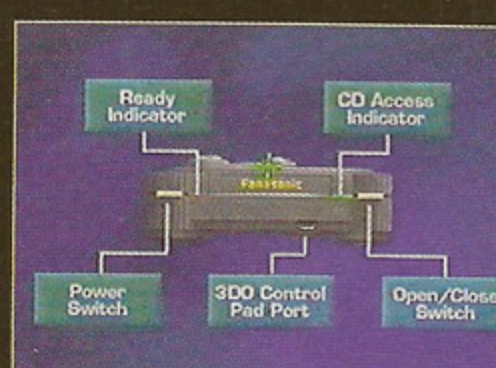 Ready
Indicator
CD Access
Indicator
Panasonic
Power
Switch
3DO Control
Pad Port
Open/Close
Switch